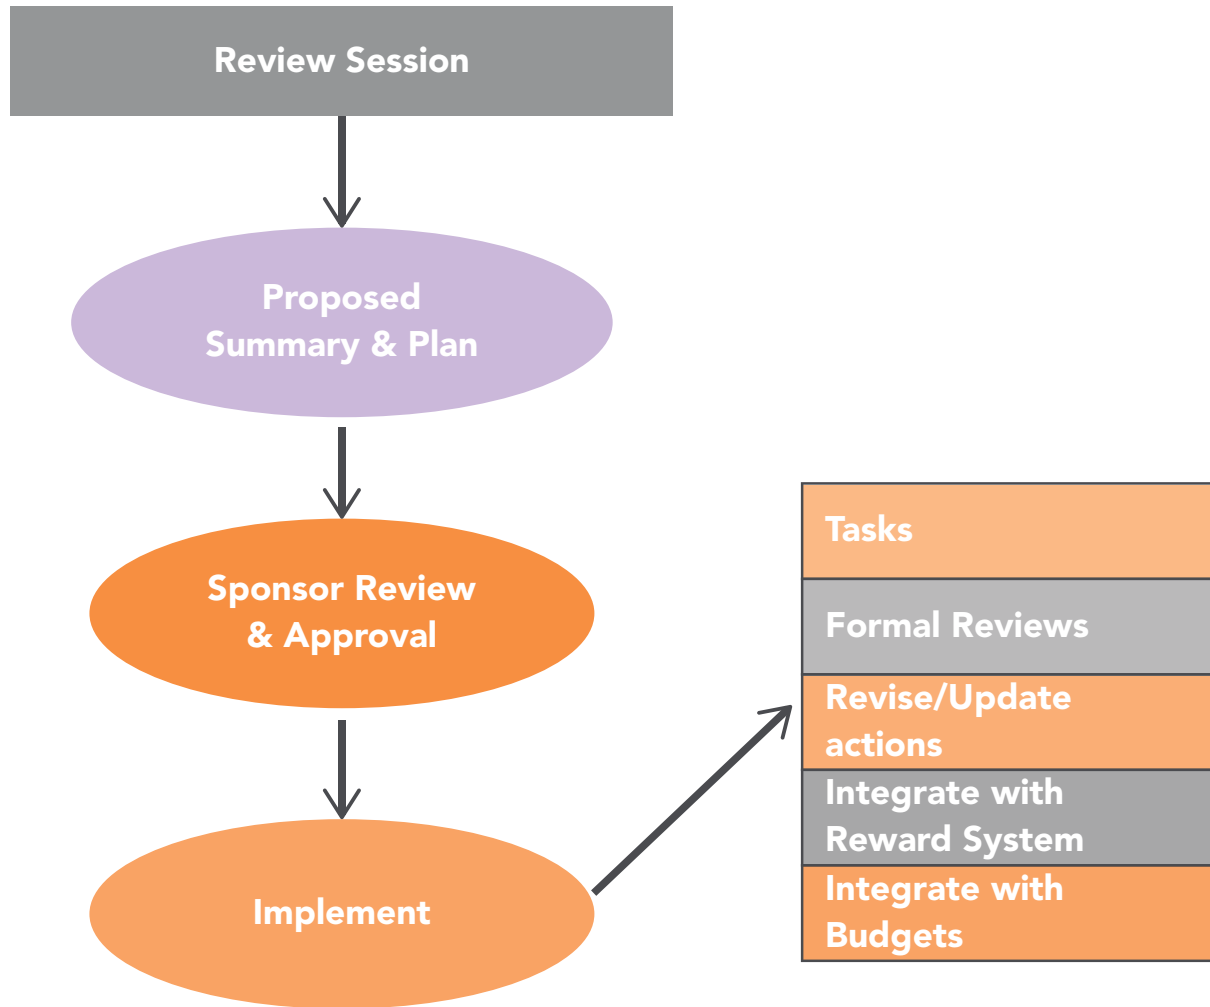 Review Session
Proposed
Summary & Plan
Sponsor Review
& Approval
Implement
Tasks
Formal Reviews
Revise/Update
actions
Integrate with
Reward System
Integrate with
Budgets